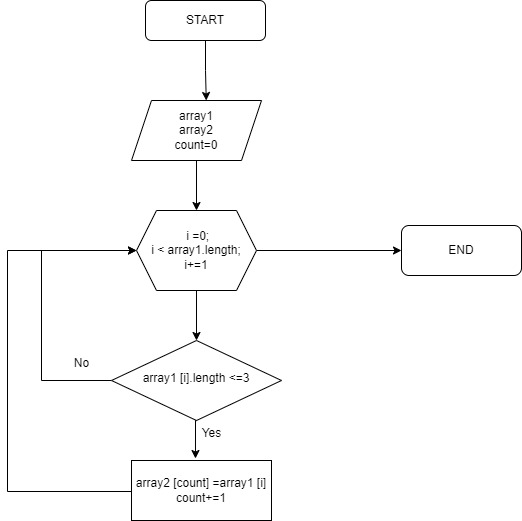 START
array1
array2
count=0
i =0;
i < array1.length;
i+=1
END
No
array1 [i].length <=3
Yes
array2 [count] =array1 [i]
count+=1